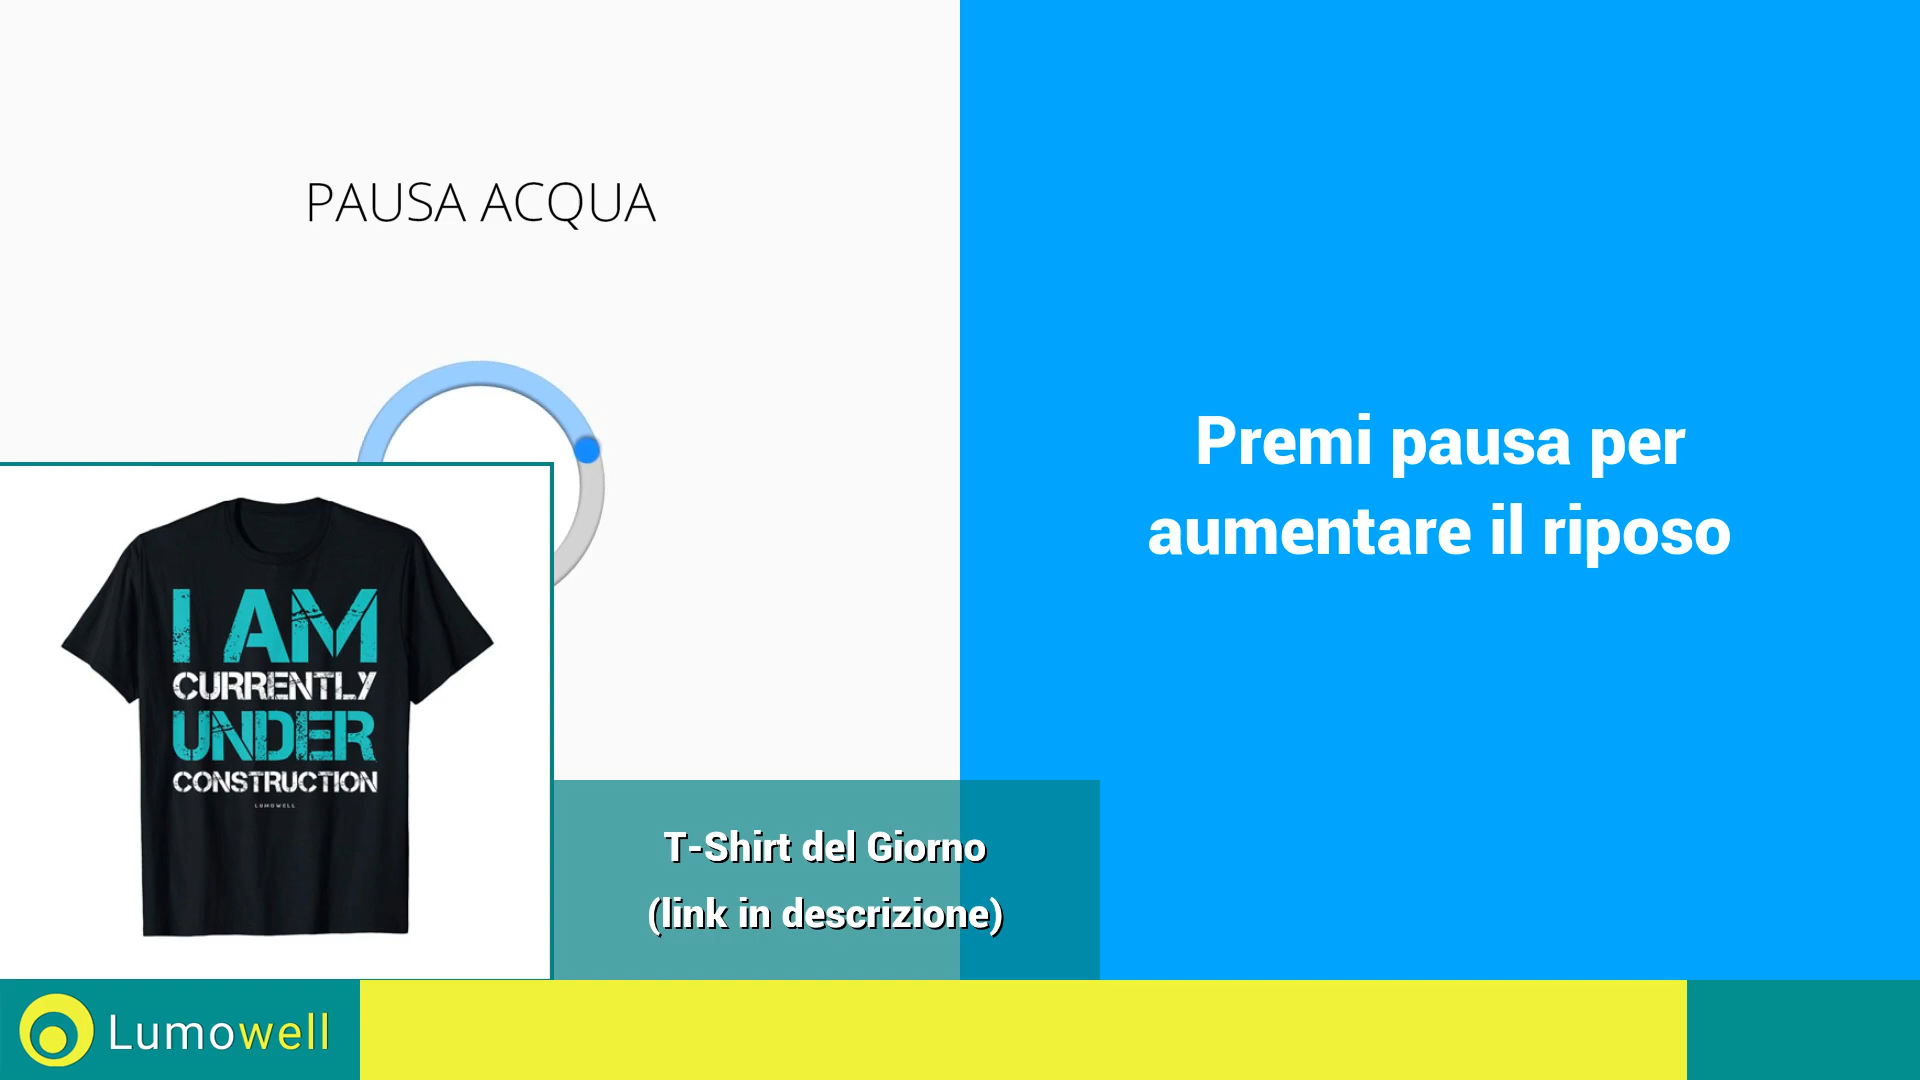 PAUSA ACQUA
Premi pausa per
aumentare il riposo
I AM
CURRENTLY
UNDER
CONSTRUCTION
LUMOWELL
T-Shirt del Giorno
(link in descrizione)
Lumowell